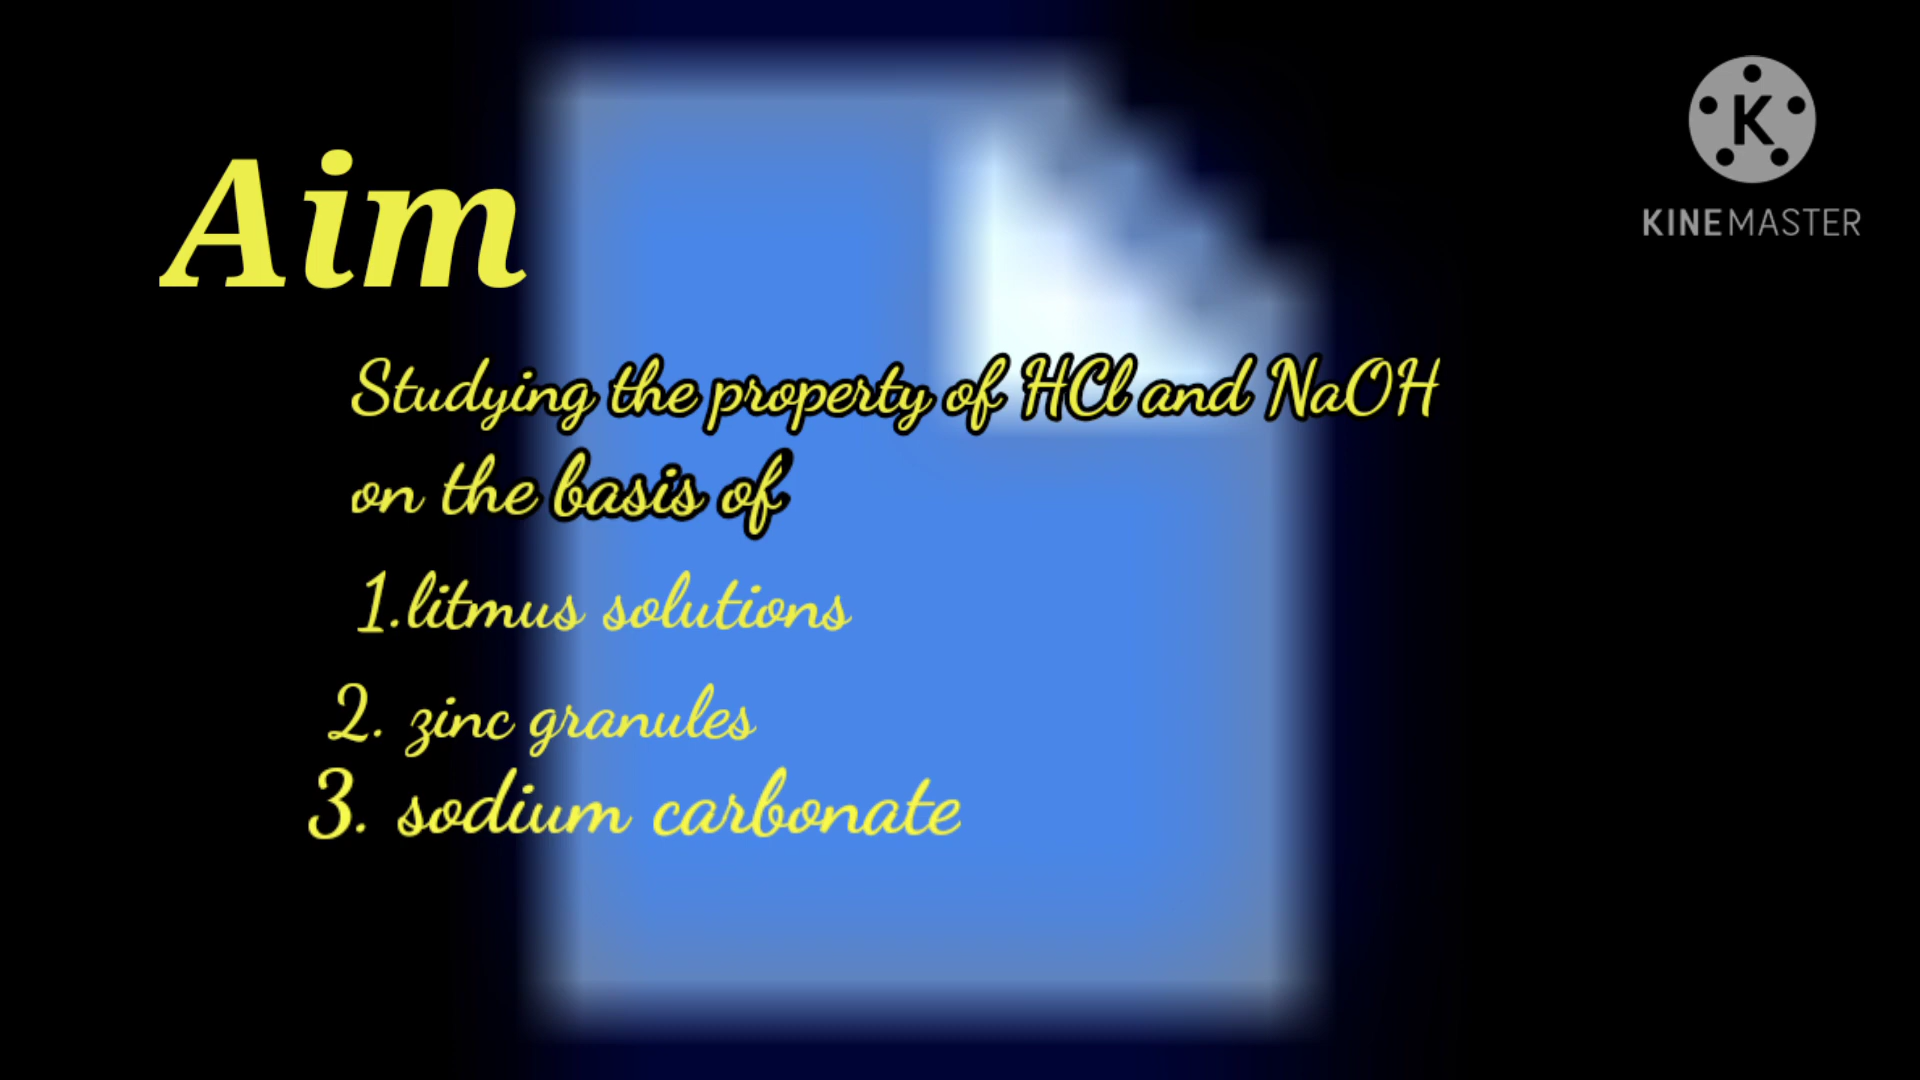 Aim
K
KINEMASTER
Studying the property of HCl and NaOH
on the basis of
1.litmus solutions
2. zinc granules
3. sodium carbonate